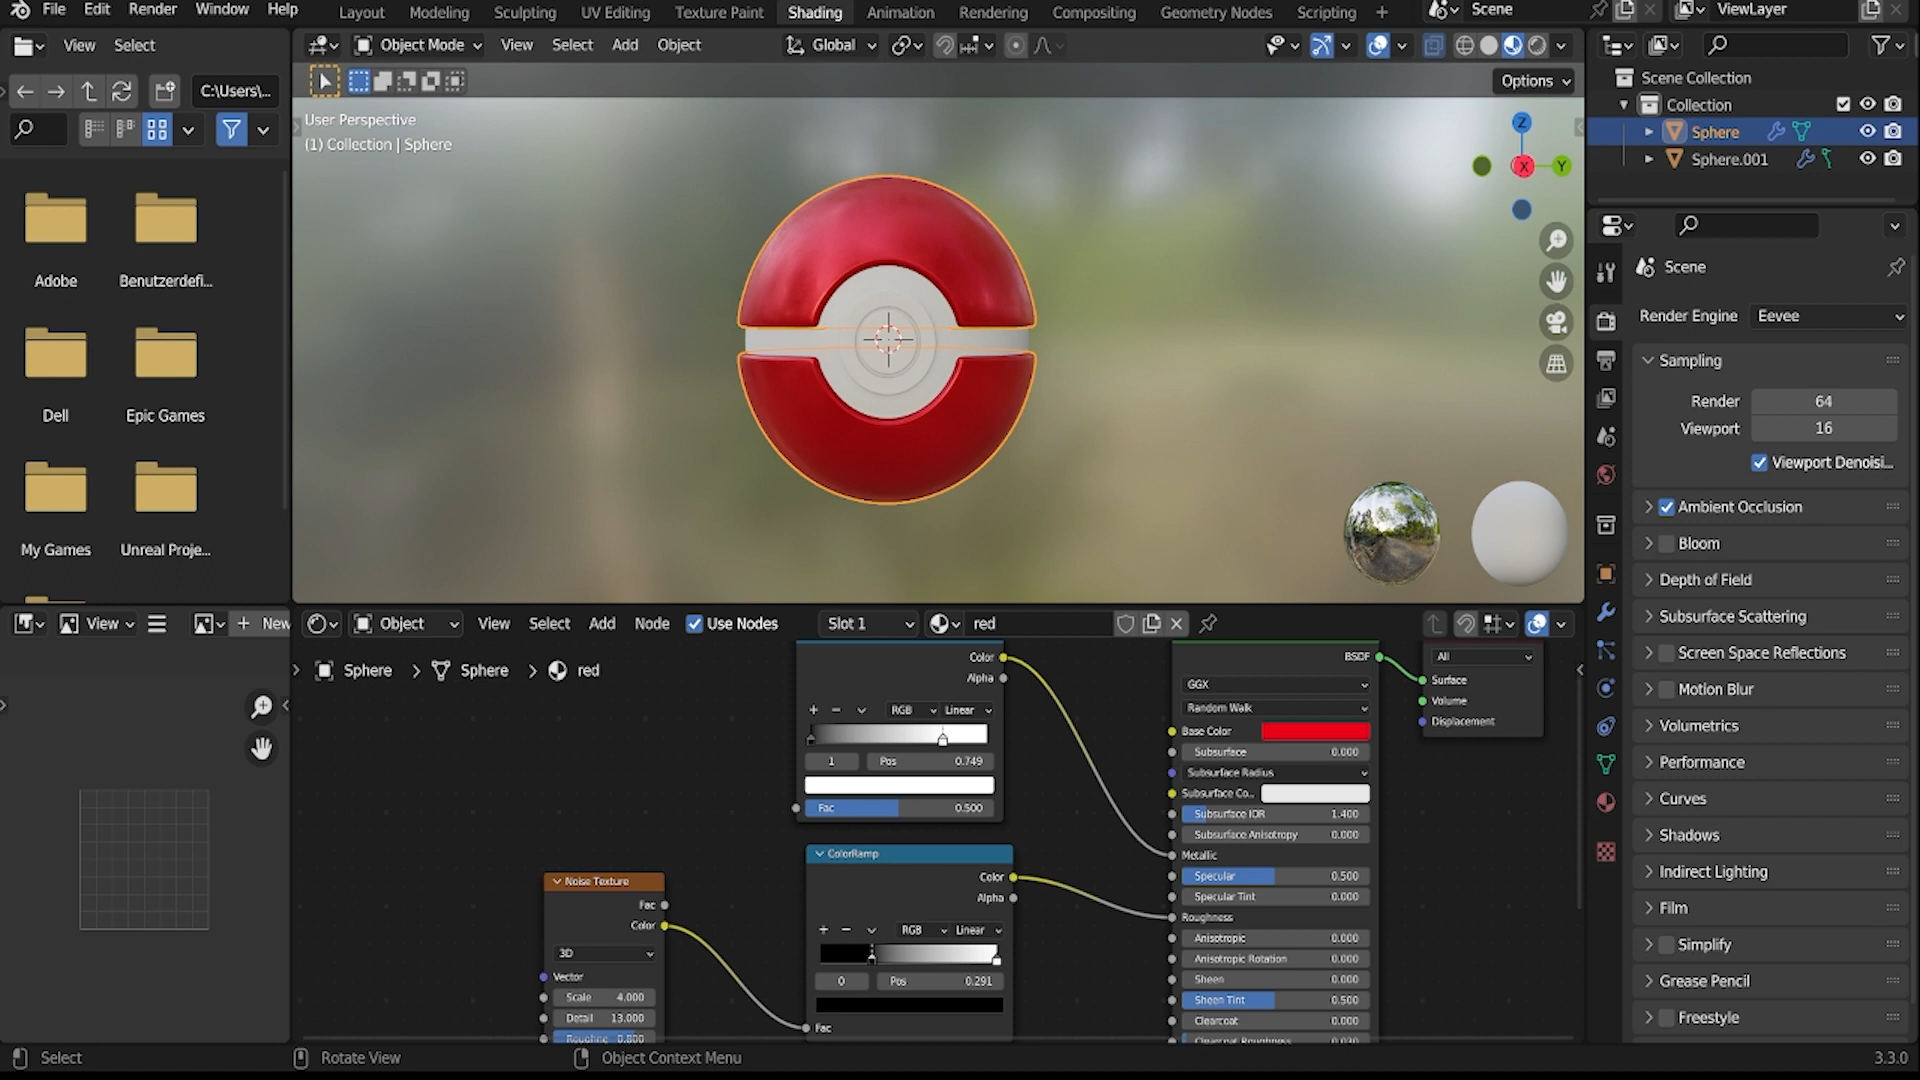 File Edit Render Window Help Layout Modeling Sculpting UV Editing Texture Paint Shading Animation Rendering Compositing Geometry Nodes Scripting + Scene ViewLayer
View Select
Object Mode View Select Add Object Global
C:\Users\...
Options
User Perspective
(1) Collection | Sphere
Z
X
Y
Adobe
Benutzerdefi...
Dell
Epic Games
My Games
Unreal Proje...
Scene Collection
Collection
Sphere
Sphere.001
Scene
Render Engine Eevee
Sampling
Render 64
Viewport 16
Viewport Denoisi...
Ambient Occlusion
Bloom
Depth of Field
Subsurface Scattering
Screen Space Reflections
Motion Blur
Volumetrics
Performance
Curves
Shadows
Indirect Lighting
Film
Simplify
Grease Pencil
Freestyle
View + New
Object View Select Add Node Use Nodes Slot 1 red
Sphere > Sphere > red
Color
Alpha
+ − RGB Linear
1 Pos 0.749
Fac 0.500
ColorRamp
Color
Alpha
+ − RGB Linear
0 Pos 0.291
Fac
Noise Texture
Fac
Color
3D
Vector
Scale 4.000
Detail 13.000
Roughne 0.800
BSDF
GGX
Random Walk
Base Color
Subsurface 0.000
Subsurface Radius
Subsurface Co...
Subsurface IOR 1.400
Subsurface Anisotropy 0.000
Metallic
Specular 0.500
Specular Tint 0.000
Roughness
Anisotropic 0.000
Anisotropic Rotation 0.000
Sheen 0.000
Sheen Tint 0.500
Clearcoat 0.000
Clearcoat Roughness 0.030
All
Surface
Volume
Displacement
Select Rotate View Object Context Menu 3.3.0